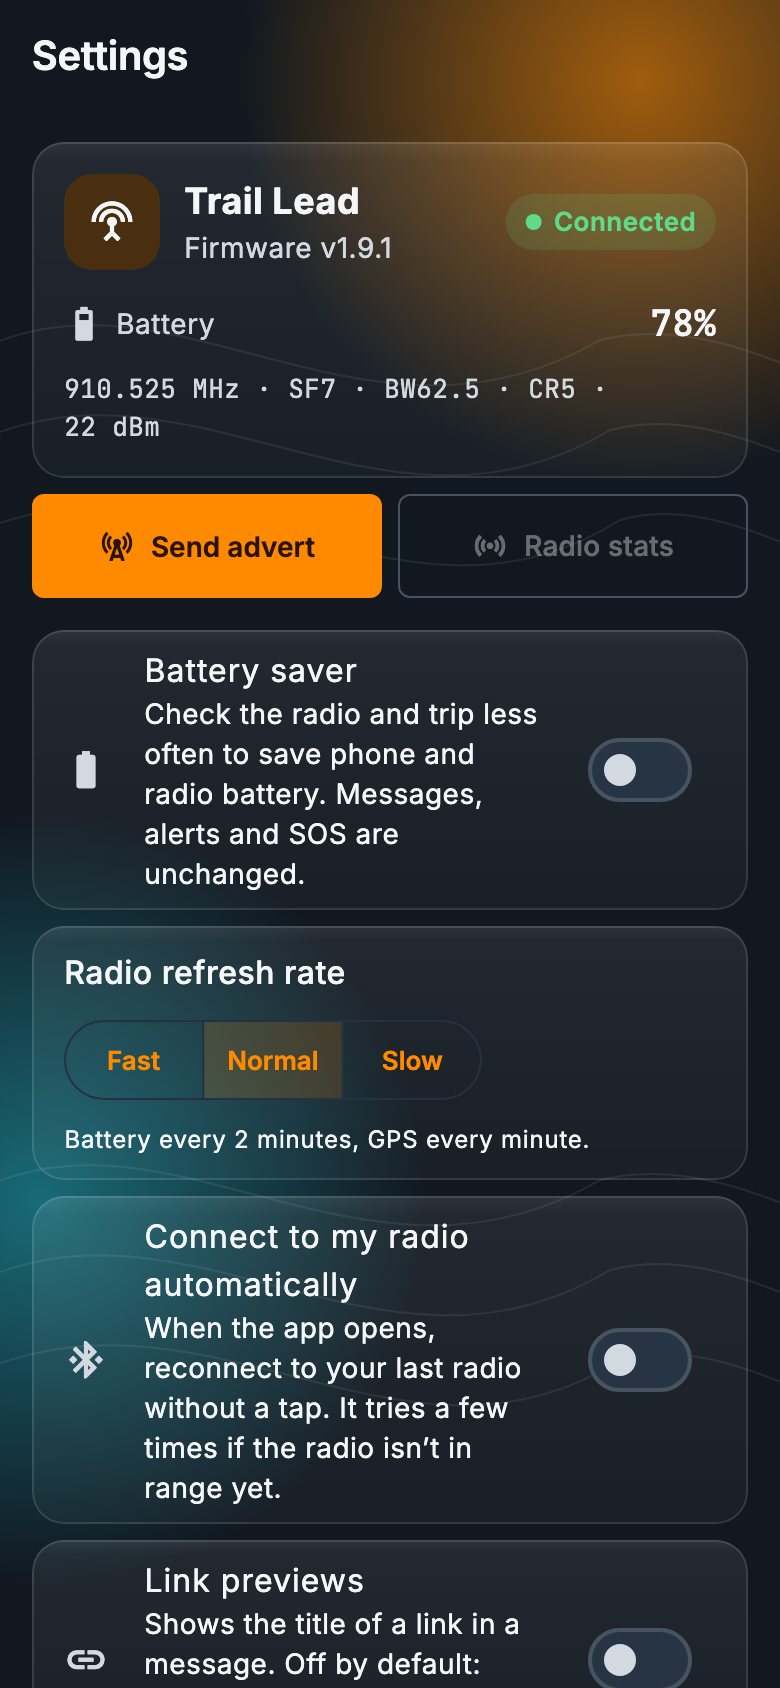 Settings
Trail Lead
Firmware v1.9.1
Connected
Battery
78%
910.525 MHz · SF7 · BW62.5 · CR5 ·
22 dBm
Send advert
Radio stats
Battery saver
Check the radio and trip less
often to save phone and
radio battery. Messages,
alerts and SOS are
unchanged.
Radio refresh rate
Fast
Normal
Slow
Battery every 2 minutes, GPS every minute.
Connect to my radio
automatically
When the app opens,
reconnect to your last radio
without a tap. It tries a few
times if the radio isn’t in
range yet.
Link previews
Shows the title of a link in a
message. Off by default: